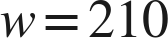 w = 210